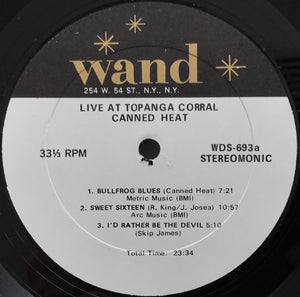 wand
254 W. 54 ST., N.Y., N.Y.
LIVE AT TOPANGA CORRAL
CANNED HEAT
33⅓ RPM
WDS-693a
STEREOMONIC
1. BULLFROG BLUES (Canned Heat) 7:21
Metric Music (BMI)
2. SWEET SIXTEEN (R. King/J. Josea) 10:57
Arc Music (BMI)
3. I'D RATHER BE THE DEVIL 5:10
(Skip James)
Total Time: 23:34